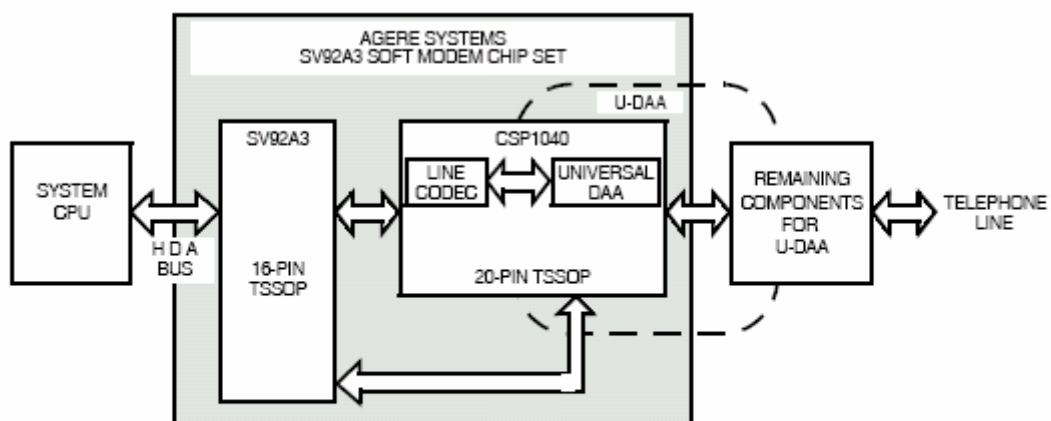 AGERE SYSTEMS
SV92A3 SOFT MODEM CHIP SET
U-DAA
SYSTEM
CPU
H D A
BUS
SV92A3
16-PIN
TSSOP
CSP1040
LINE
CODEC
UNIVERSAL
DAA
20-PIN TSSOP
REMAINING
COMPONENTS
FOR
U-DAA
TELEPHONE
LINE